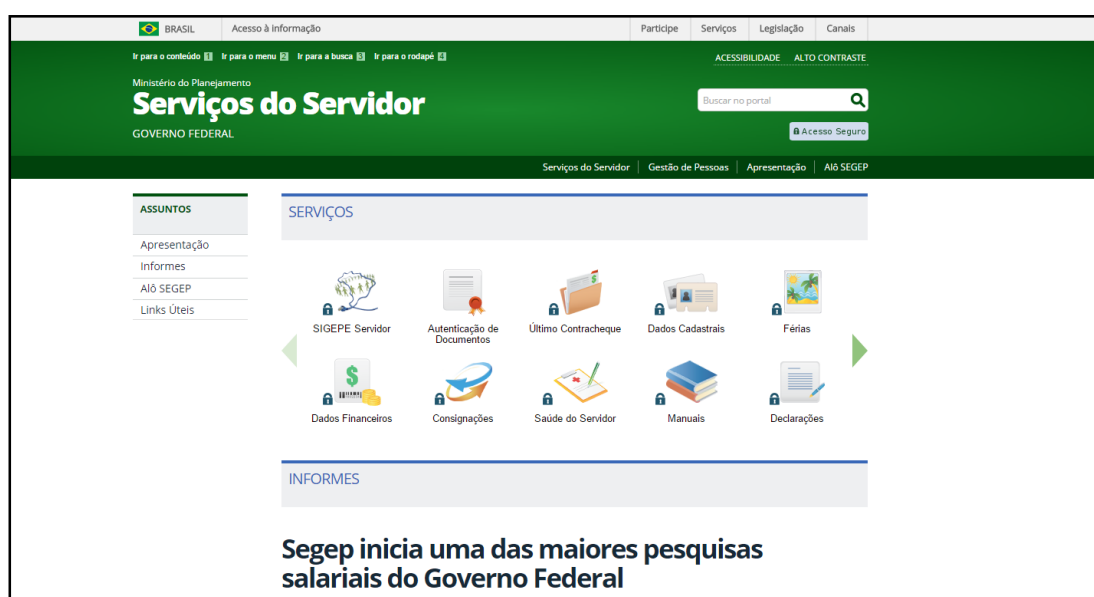 BRASIL Acesso à informação Participe Serviços Legislação Canais
Ir para o conteúdo 1 Ir para o menu 2 Ir para a busca 3 Ir para o rodapé 4 ACESSIBILIDADE ALTO CONTRASTE
Ministério do Planejamento
Serviços do Servidor
Buscar no portal
GOVERNO FEDERAL
Acesso Seguro
Serviços do Servidor Gestão de Pessoas Apresentação Alô SEGEP
ASSUNTOS
Apresentação
Informes
Alô SEGEP
Links Úteis
SERVIÇOS
SIGEPE Servidor
Autenticação de
Documentos
Último Contracheque
Dados Cadastrais
Férias
Dados Financeiros
Consignações
Saúde do Servidor
Manuais
Declarações
INFORMES
Segep inicia uma das maiores pesquisas
salariais do Governo Federal